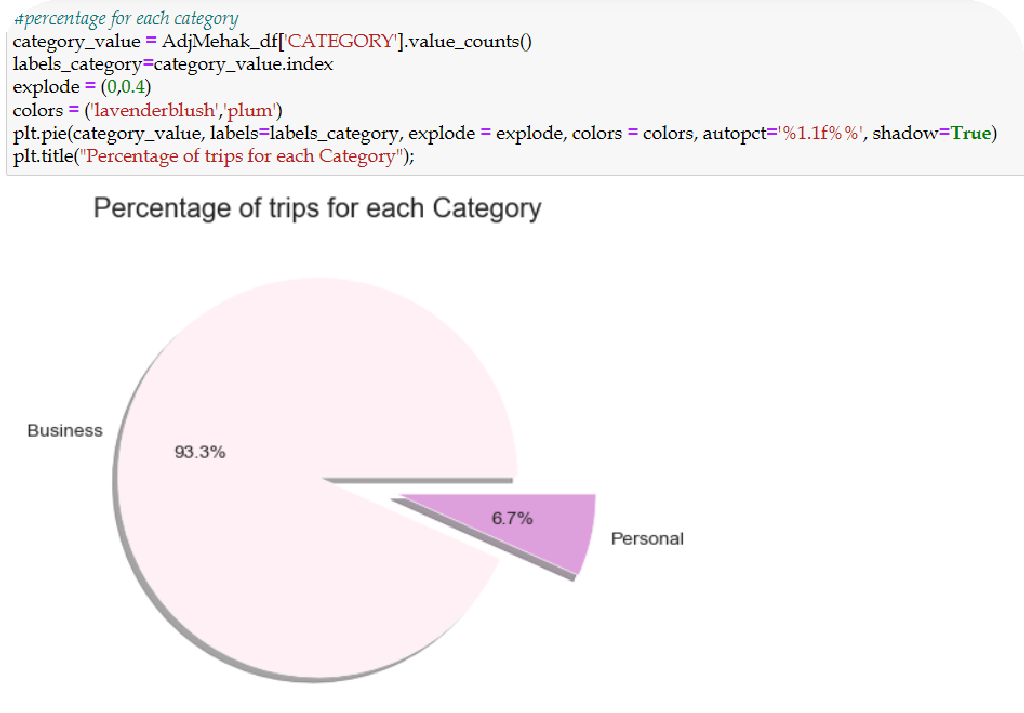 #percentage for each category
category_value = AdjMehak_df['CATEGORY'].value_counts()
labels_category=category_value.index
explode = (0,0.4)
colors = ('lavenderblush','plum')
plt.pie(category_value, labels=labels_category, explode = explode, colors = colors, autopct='%1.1f%%', shadow=True)
plt.title("Percentage of trips for each Category");
Percentage of trips for each Category
Business
93.3%
6.7%
Personal